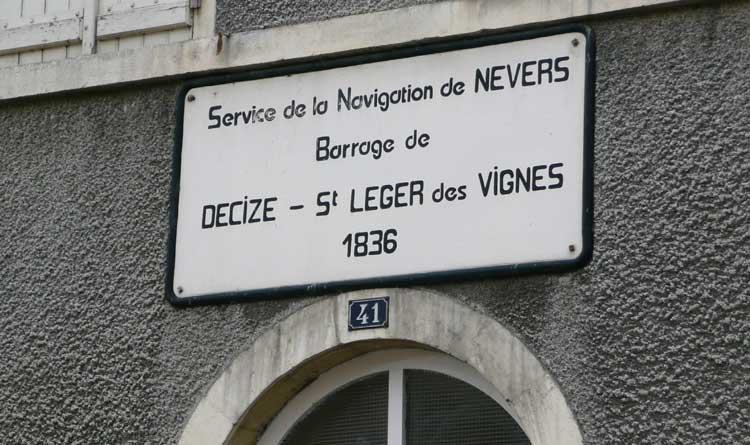 Service de la Navigation de NEVERS
Barrage de
DECIZE - St LEGER des VIGNES
1836
41